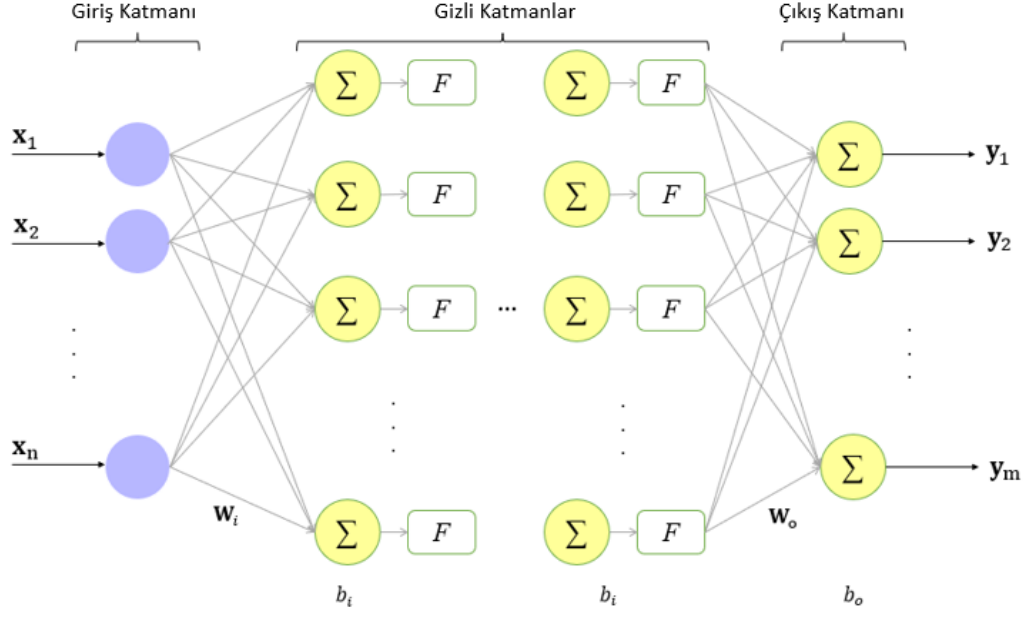 Giriş Katmanı Gizli Katmanlar Çıkış Katmanı
∑ F ∑ F
x₁ ∑ y₁
∑ F ∑ F
x₂ ∑ y₂
∑ F ... ∑ F
xₙ ∑ yₘ
wᵢ wₒ
∑ F ∑ F
bᵢ bᵢ bₒ